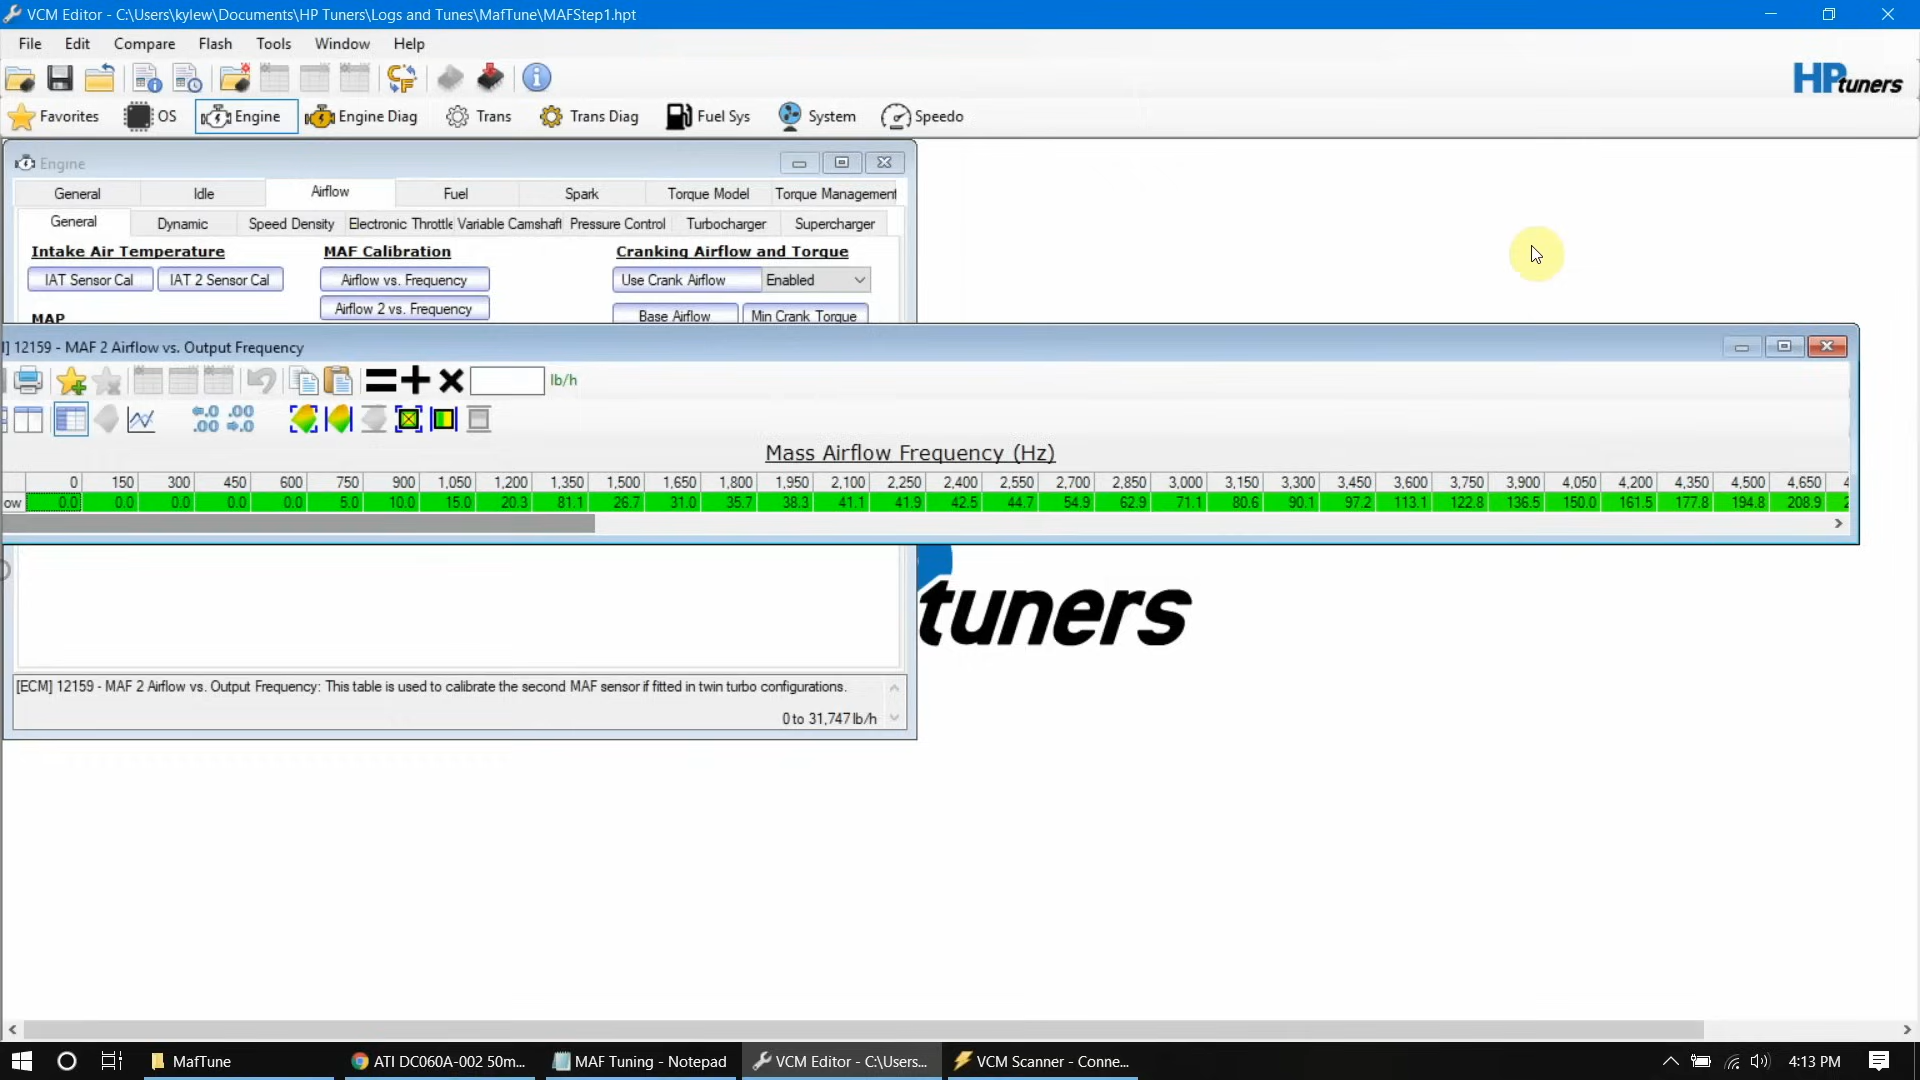 VCM Editor - C:\Users\kylew\Documents\HP Tuners\Logs and Tunes\MafTune\MAFStep1.hpt
File Edit Compare Flash Tools Window Help
HP tuners
Favorites OS Engine Engine Diag Trans Trans Diag Fuel Sys System Speedo
Engine
General Idle Airflow Fuel Spark Torque Model Torque Management
General Dynamic Speed Density Electronic Throttle Variable Camshaft Pressure Control Turbocharger Supercharger
Intake Air Temperature MAF Calibration Cranking Airflow and Torque
IAT Sensor Cal IAT 2 Sensor Cal Airflow vs. Frequency Use Crank Airflow Enabled
MAP Airflow 2 vs. Frequency Base Airflow Min Crank Torque
] 12159 - MAF 2 Airflow vs. Output Frequency
lb/h
Mass Airflow Frequency (Hz)
0 150 300 450 600 750 900 1,050 1,200 1,350 1,500 1,650 1,800 1,950 2,100 2,250 2,400 2,550 2,700 2,850 3,000 3,150 3,300 3,450 3,600 3,750 3,900 4,050 4,200 4,350 4,500 4,650 4
ow 0.0 0.0 0.0 0.0 0.0 5.0 10.0 15.0 20.3 81.1 26.7 31.0 35.7 38.3 41.1 41.9 42.5 44.7 54.9 62.9 71.1 80.6 90.1 97.2 113.1 122.8 136.5 150.0 161.5 177.8 194.8 208.9 2
tuners
[ECM] 12159 - MAF 2 Airflow vs. Output Frequency: This table is used to calibrate the second MAF sensor if fitted in twin turbo configurations.
0 to 31,747 lb/h
MafTune ATI DC060A-002 50m... MAF Tuning - Notepad VCM Editor - C:\Users... VCM Scanner - Conne... 4:13 PM